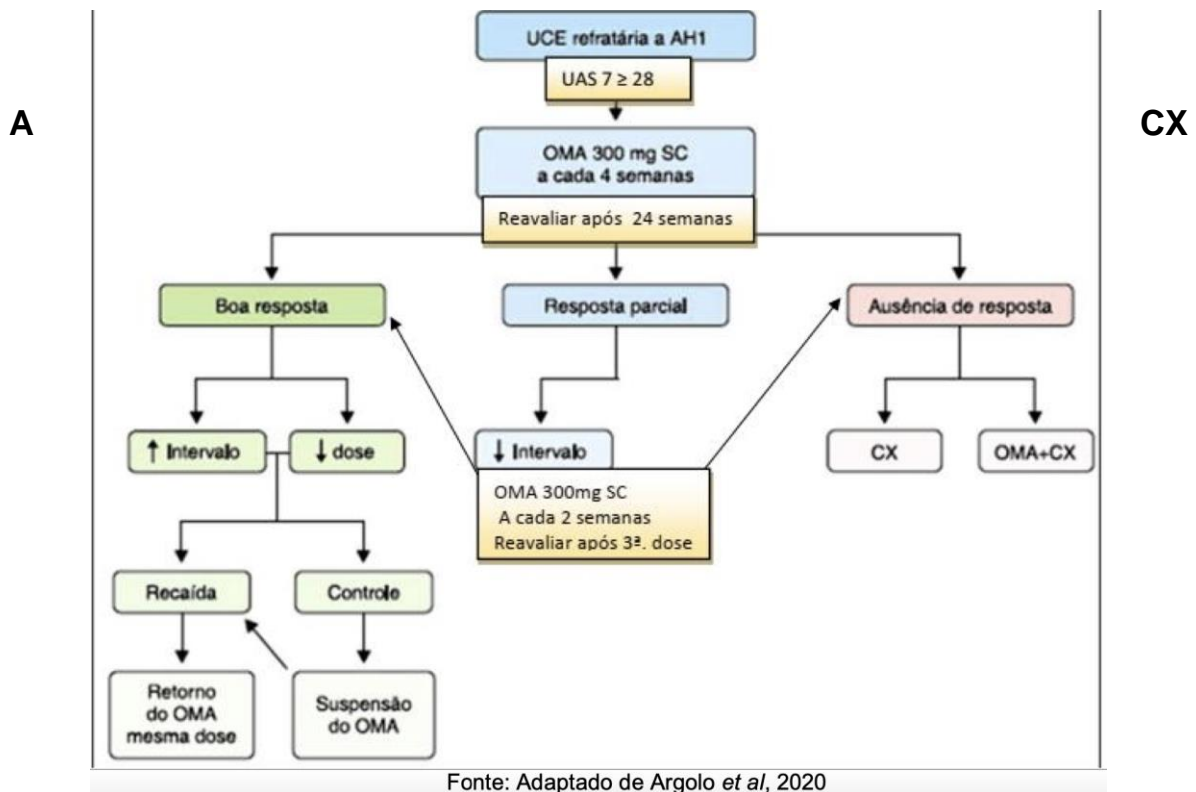 UCE refratária a AH1
UAS 7 ≥ 28
A
CX
OMA 300 mg SC
a cada 4 semanas
Reavaliar após 24 semanas
Boa resposta
Resposta parcial
Ausência de resposta
↑ Intervalo
↓ dose
↓ Intervalo
CX
OMA+CX
OMA 300mg SC
A cada 2 semanas
Reavaliar após 3ª. dose
Recaída
Controle
Retorno
do OMA
mesma dose
Suspensão
do OMA
Fonte: Adaptado de Argolo et al, 2020